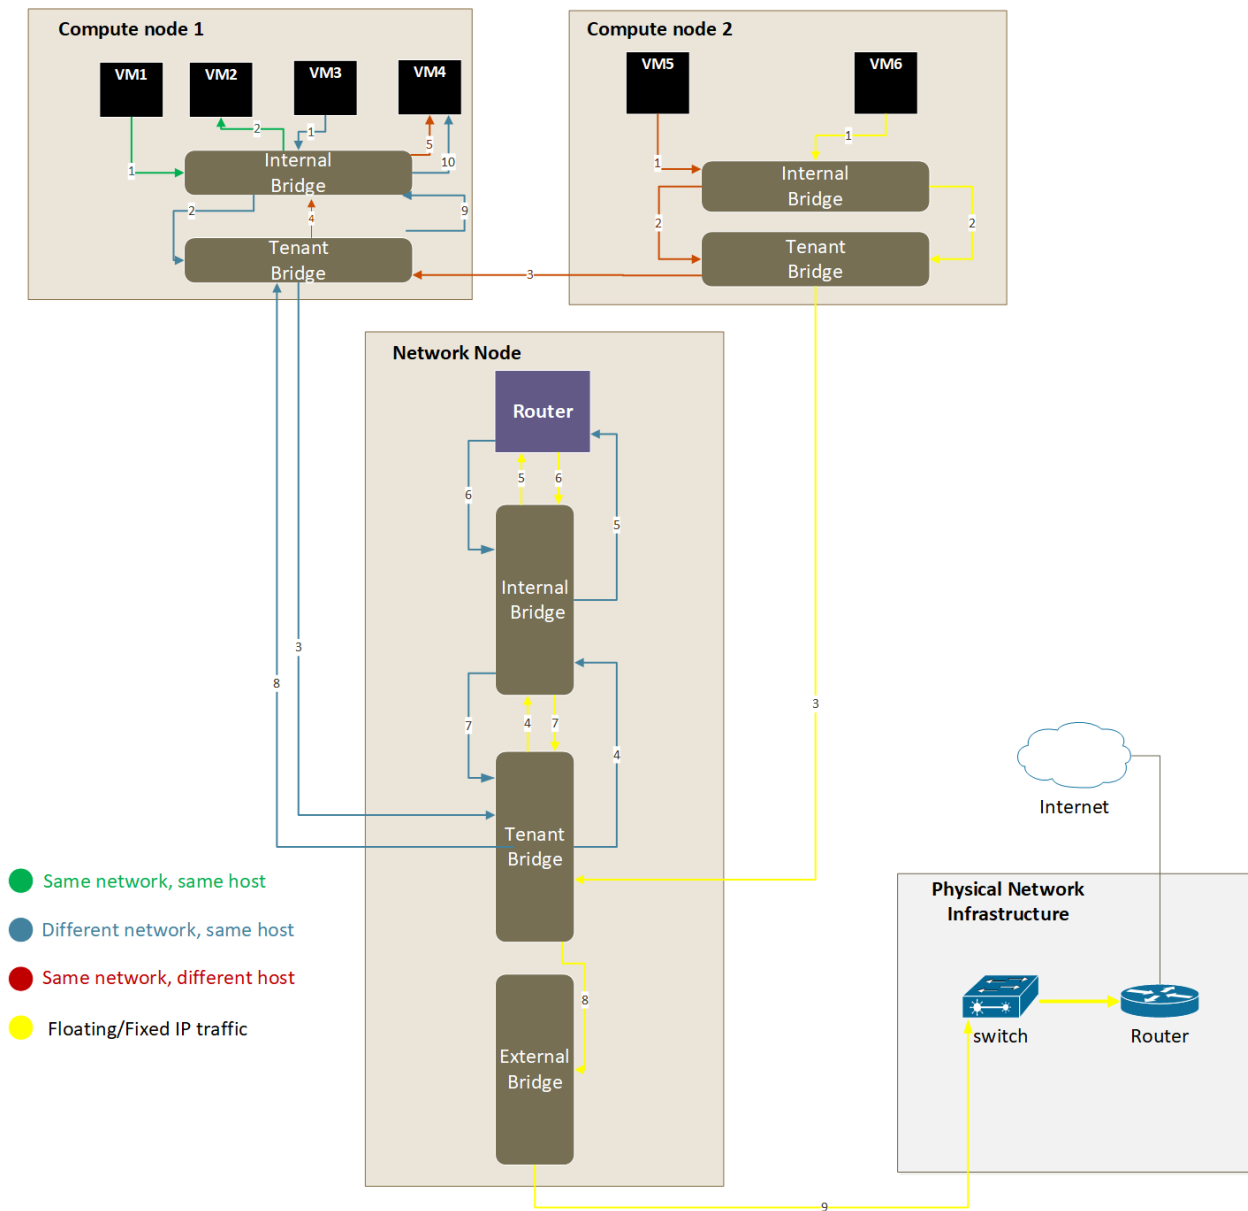 Compute node 1
VM1
VM2
VM3
VM4
2
1
5
10
1
Internal
Bridge
2
4
9
Tenant
Bridge
Compute node 2
VM5
VM6
1
1
Internal
Bridge
2
2
Tenant
Bridge
3
Network Node
Router
5
6
6
5
Internal
Bridge
3
8
3
7
4
7
4
Tenant
Bridge
8
External
Bridge
9
Internet
Physical Network
Infrastructure
switch
Router
Same network, same host
Different network, same host
Same network, different host
Floating/Fixed IP traffic